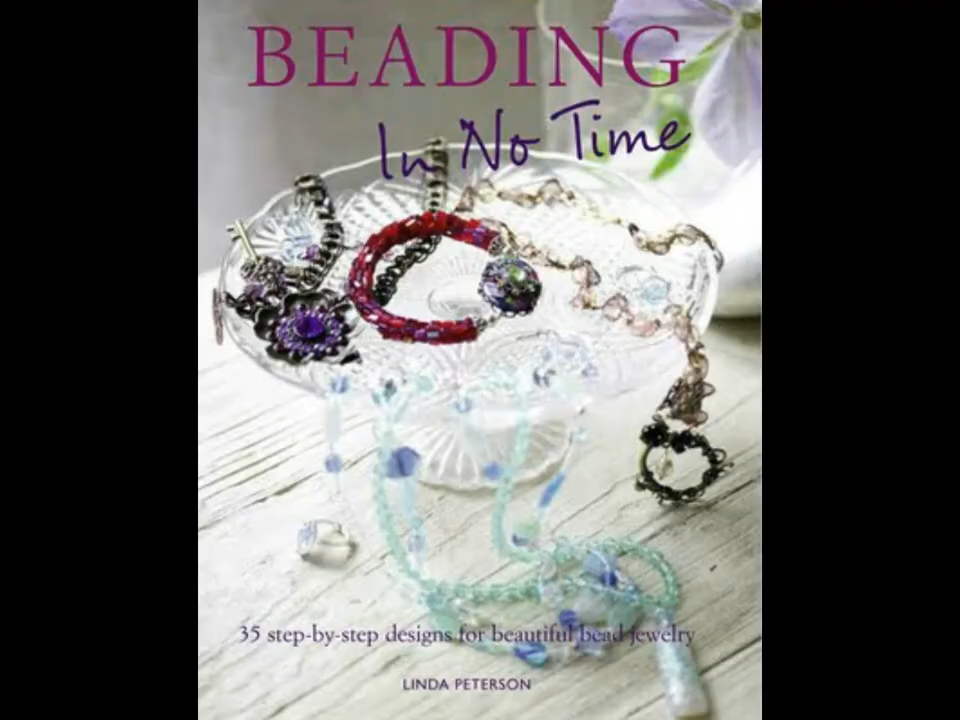 BEADING
In No Time
35 step-by-step designs for beautiful bead jewelry
LINDA PETERSON